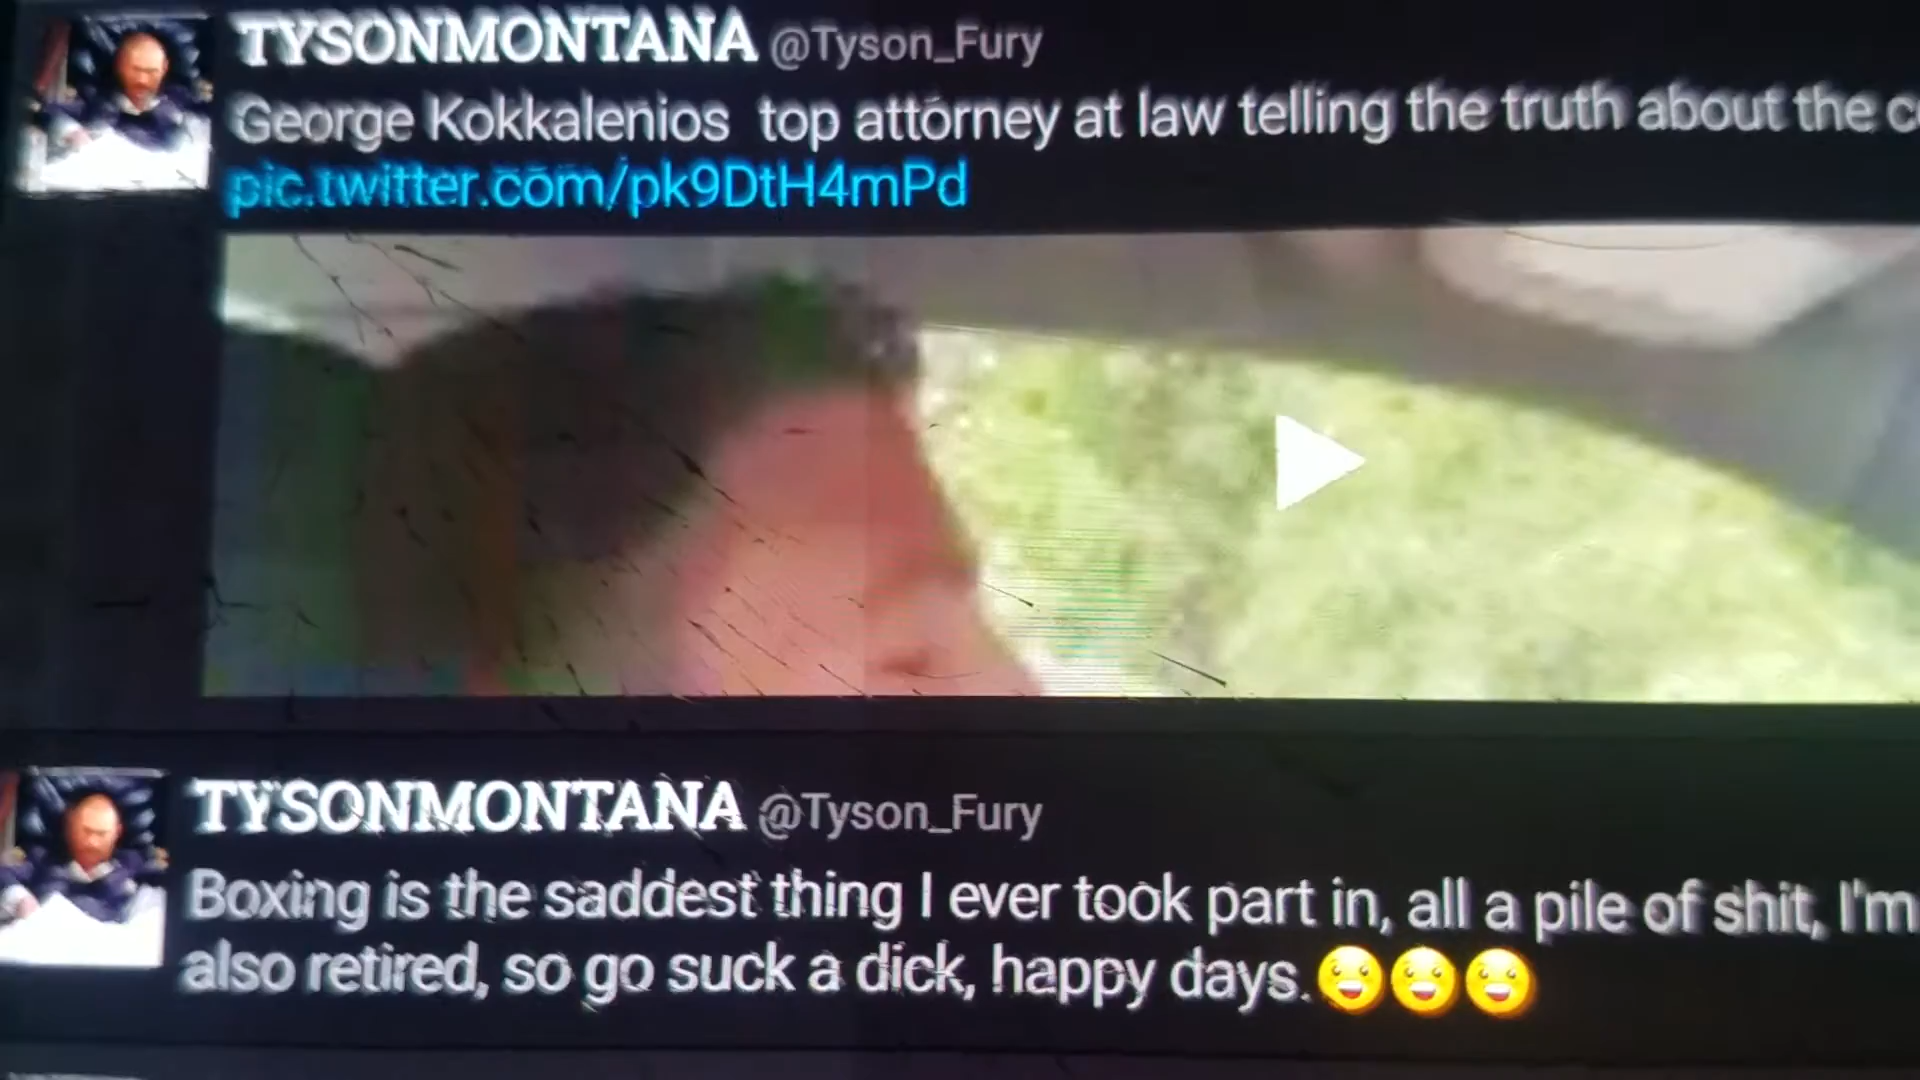 TYSONMONTANA @Tyson_Fury
George Kokkalenios top attorney at law telling the truth about the
pic.twitter.com/pk9DtH4mPd
TYSONMONTANA @Tyson_Fury
Boxing is the saddest thing I ever took part in, all a pile of shit, I'm
also retired, so go suck a dick, happy days.😀😀😀